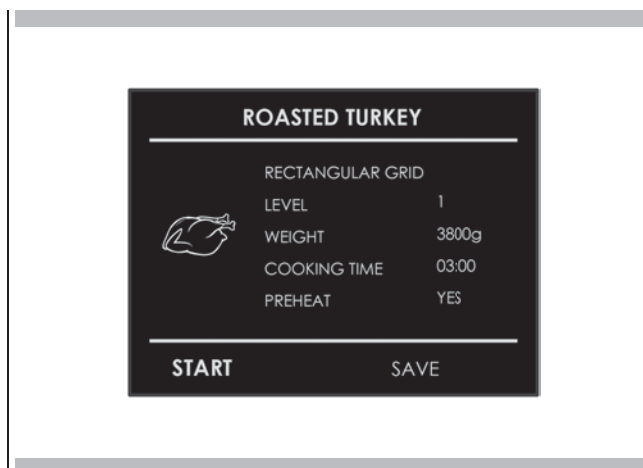 ROASTED TURKEY
RECTANGULAR GRID
LEVEL 1
WEIGHT 3800g
COOKING TIME 03:00
PREHEAT YES
START SAVE